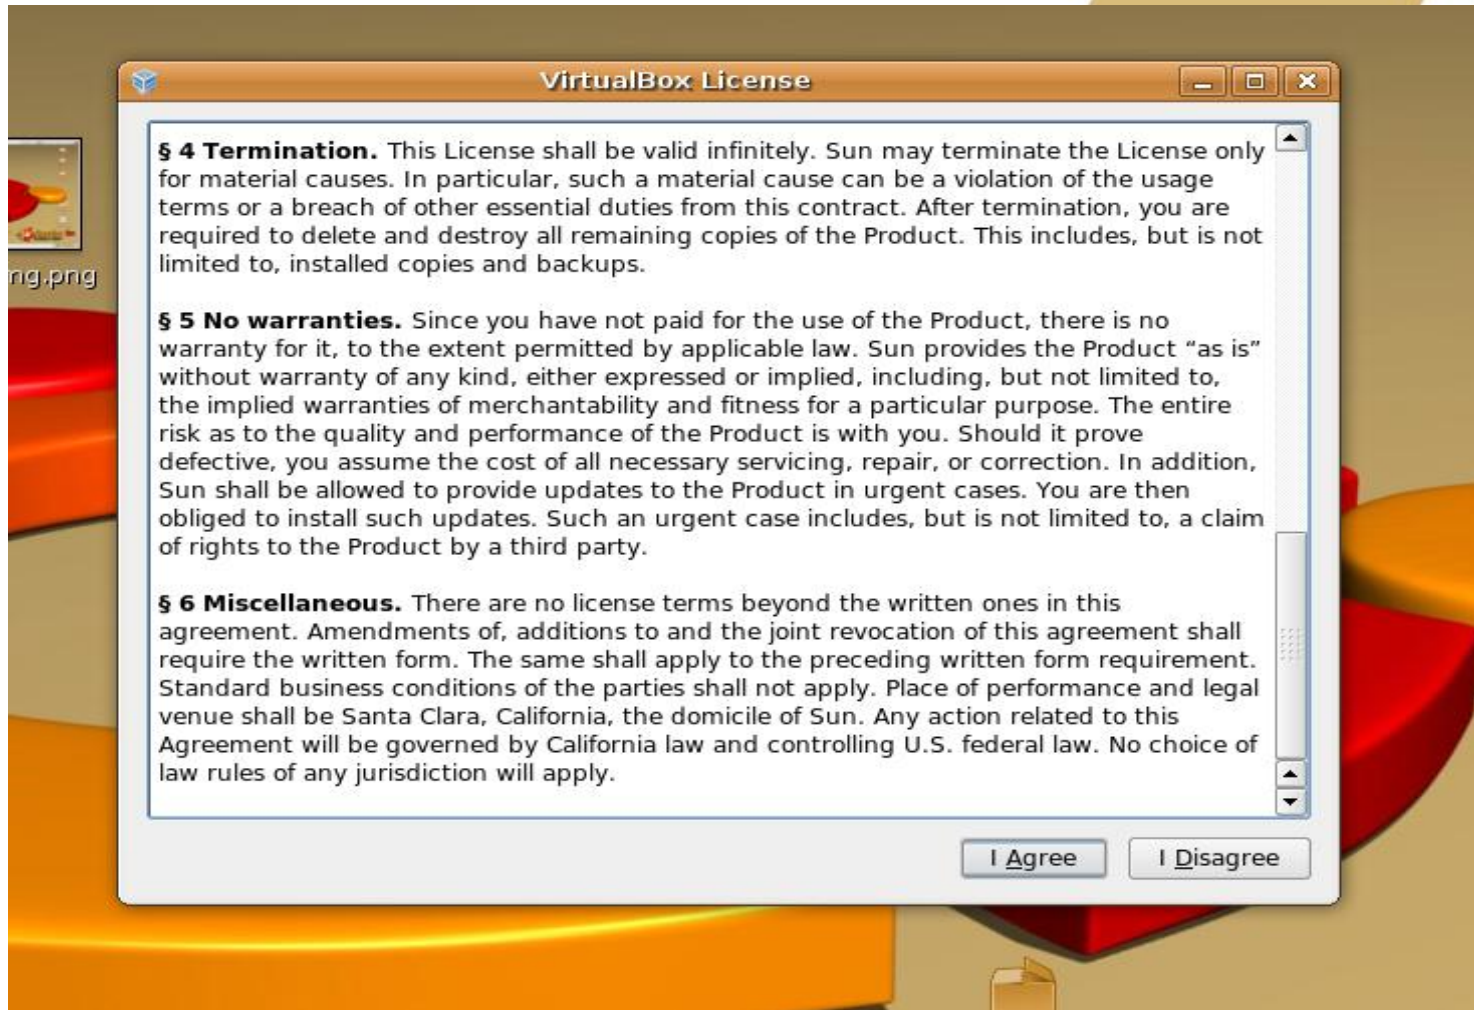 VirtualBox License
§ 4 Termination. This License shall be valid infinitely. Sun may terminate the License only
for material causes. In particular, such a material cause can be a violation of the usage
terms or a breach of other essential duties from this contract. After termination, you are
required to delete and destroy all remaining copies of the Product. This includes, but is not
limited to, installed copies and backups.
§ 5 No warranties. Since you have not paid for the use of the Product, there is no
warranty for it, to the extent permitted by applicable law. Sun provides the Product “as is”
without warranty of any kind, either expressed or implied, including, but not limited to,
the implied warranties of merchantability and fitness for a particular purpose. The entire
risk as to the quality and performance of the Product is with you. Should it prove
defective, you assume the cost of all necessary servicing, repair, or correction. In addition,
Sun shall be allowed to provide updates to the Product in urgent cases. You are then
obliged to install such updates. Such an urgent case includes, but is not limited to, a claim
of rights to the Product by a third party.
§ 6 Miscellaneous. There are no license terms beyond the written ones in this
agreement. Amendments of, additions to and the joint revocation of this agreement shall
require the written form. The same shall apply to the preceding written form requirement.
Standard business conditions of the parties shall not apply. Place of performance and legal
venue shall be Santa Clara, California, the domicile of Sun. Any action related to this
Agreement will be governed by California law and controlling U.S. federal law. No choice of
law rules of any jurisdiction will apply.
ng.png
I Agree
I Disagree